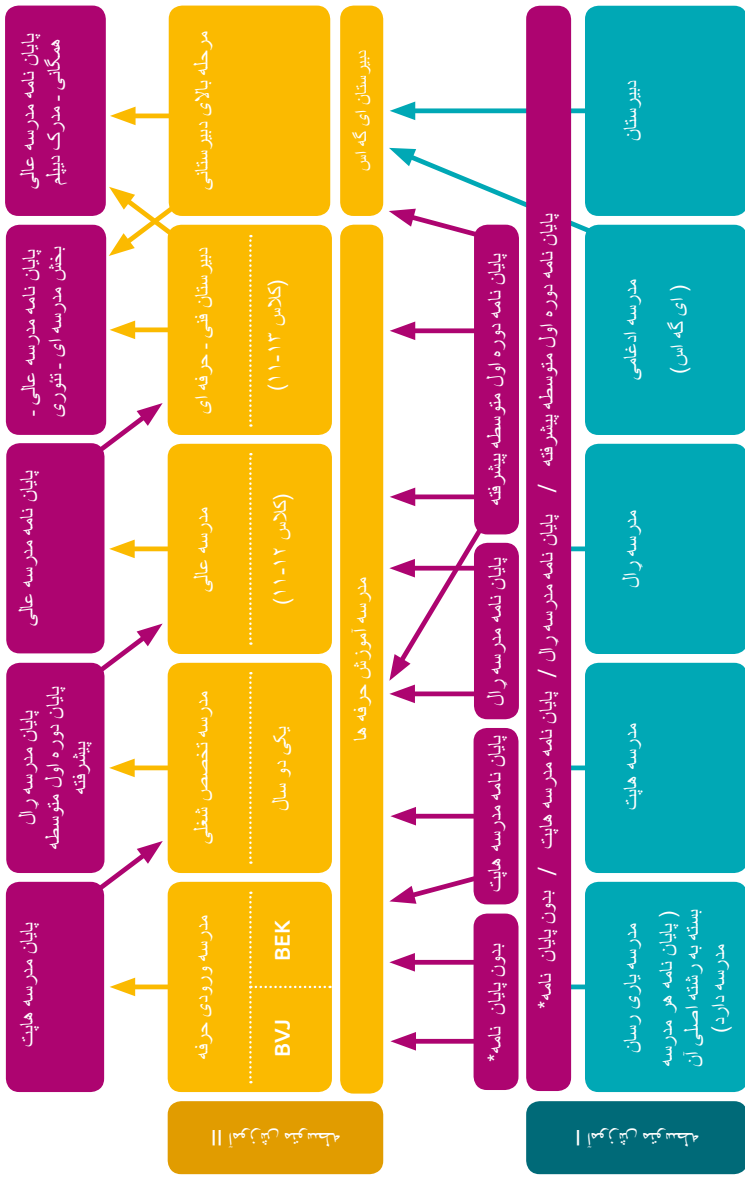 پایان نامه مدرسه عالی
همگانی - مدرک دیپلم
پایان نامه مدرسه عالی -
بخش مدرسه ای - تئوری
پایان نامه مدرسه عالی
پایان مدرسه رال
پایان دوره اول متوسطه
پیشرفته
پایان مدرسه هاپت
مرحله بالای دبیرستانی
دبیرستان فنی - حرفه ای
(کلاس ۱۳-۱۱)
مدرسه عالی
(کلاس ۱۲-۱۱)
مدرسه تخصص شغلی
یکی دو سال
مدرسه ورودی حرفه
BEK
BVJ
آموزش متوسطه II
دبیرستان ای گه اس
مدرسه آموزش حرفه ها
پایان نامه دوره اول متوسطه پیشرفته
پایان نامه مدرسه رال
پایان نامه مدرسه هاپت
بدون پایان نامه*
بدون پایان نامه* / پایان نامه مدرسه هاپت / پایان نامه مدرسه رال / پایان نامه دوره اول متوسطه پیشرفته /
دبیرستان
مدرسه ادغامی
(ای گه اس)
مدرسه رال
مدرسه هاپت
مدرسه یاری رسان
(پایان نامه هر مدرسه
بسته به رشته اصلی آن
مدرسه دارد)
آموزش متوسطه I